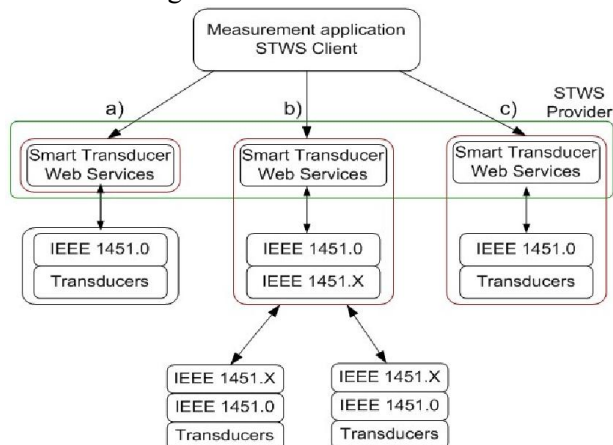 Measurement application
STWS Client
a)
b)
c)
STWS
Provider
Smart Transducer
Web Services
Smart Transducer
Web Services
Smart Transducer
Web Services
IEEE 1451.0
Transducers
IEEE 1451.0
IEEE 1451.X
IEEE 1451.0
Transducers
IEEE 1451.X
IEEE 1451.0
Transducers
IEEE 1451.X
IEEE 1451.0
Transducers